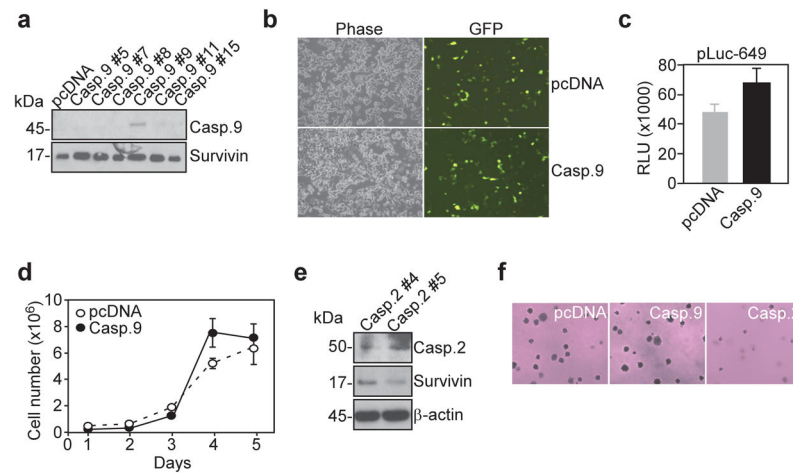 a
pcDNA
Casp.9 #5
Casp.9 #7
Casp.9 #8
Casp.9 #9
Casp.9 #11
Casp.9 #15
kDa
45-
Casp.9
17-
Survivin
b
Phase
GFP
pcDNA
Casp.9
c
pLuc-649
RLU (x1000)
80
60
40
20
0
pcDNA
Casp.9
d
pcDNA
Casp.9
Cell number (x10⁶)
10
8
6
4
2
0
0 1 2 3 4 5
Days
e
Casp.2 #4
Casp.2 #5
kDa
50-
Casp.2
17-
Survivin
45-
β-actin
f
pcDNA
Casp.9